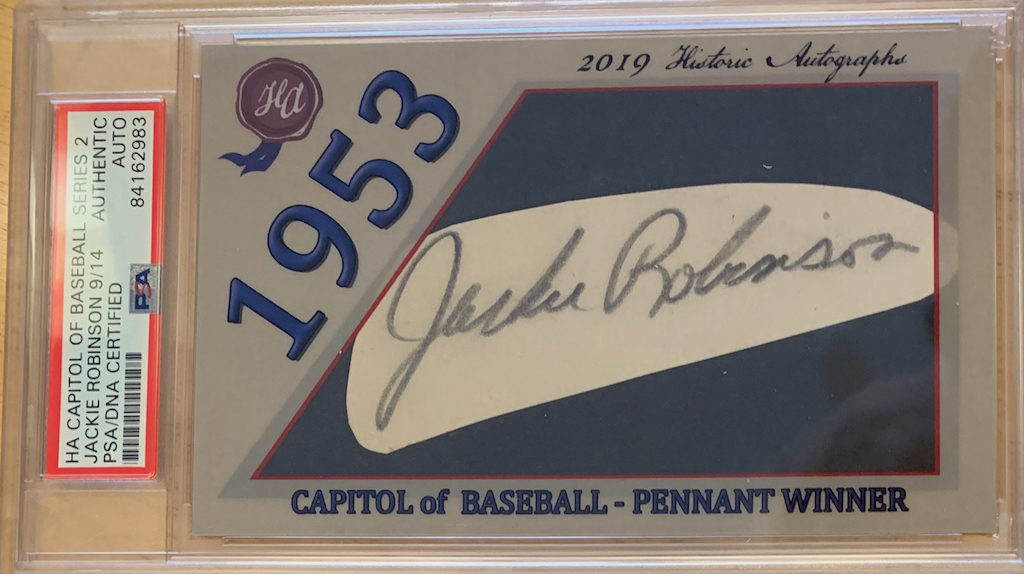 HA CAPITOL OF BASEBALL SERIES 2
JACKIE ROBINSON 9/14 AUTHENTIC
PSA/DNA CERTIFIED AUTO
84162983
PSA
HA
1953
2019 Historic Autographs
Jackie Robinson
CAPITOL of BASEBALL - PENNANT WINNER